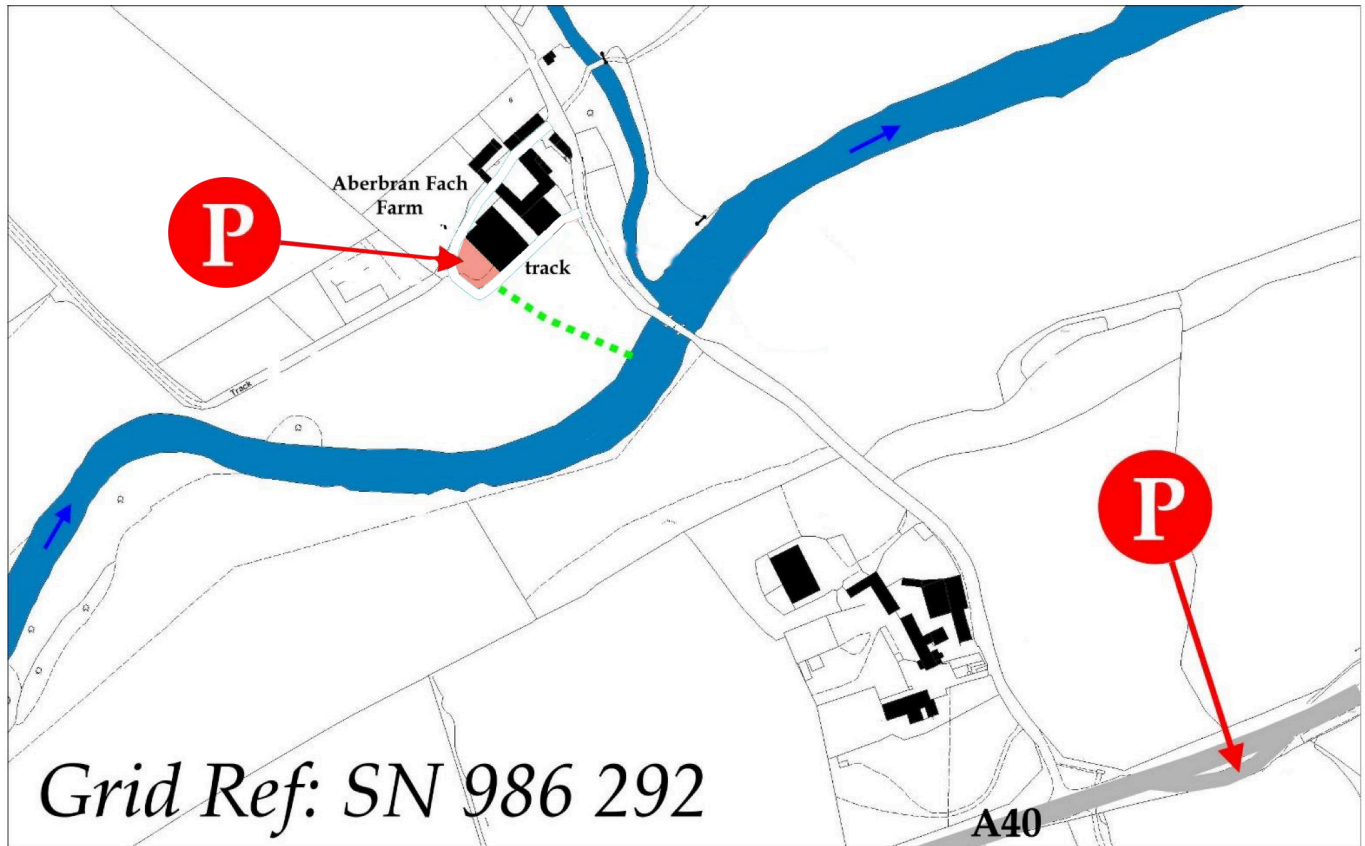 Aberbran Fach
Farm
P
track
Track
P
Grid Ref: SN 986 292
A40